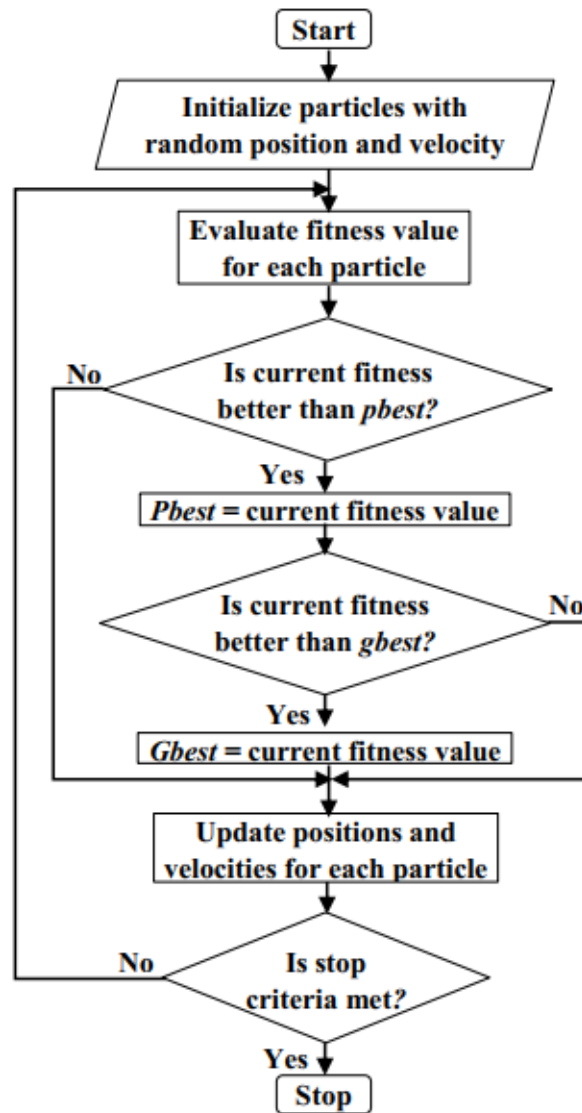 Start
Initialize particles with
random position and velocity
Evaluate fitness value
for each particle
No
Is current fitness
better than pbest?
Yes
Pbest = current fitness value
Is current fitness
better than gbest?
No
Yes
Gbest = current fitness value
Update positions and
velocities for each particle
No
Is stop
criteria met?
Yes
Stop